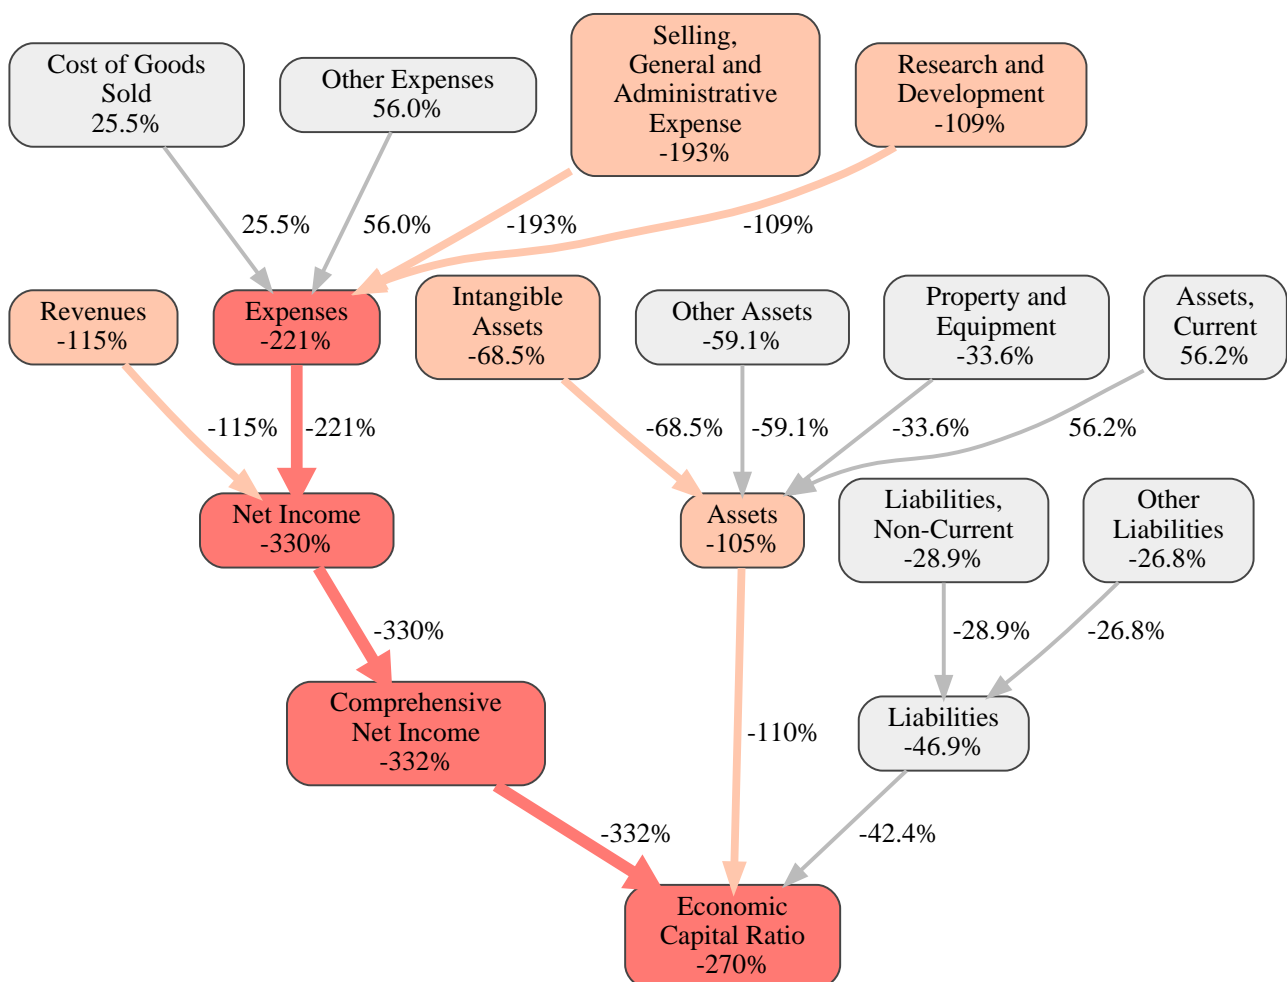 Cost of Goods
Sold
25.5%
Other Expenses
56.0%
Selling,
General and
Administrative
Expense
-193%
Research and
Development
-109%
25.5%
56.0%
-193%
-109%
Revenues
-115%
Expenses
-221%
Intangible
Assets
-68.5%
Other Assets
-59.1%
Property and
Equipment
-33.6%
Assets,
Current
56.2%
-115%
-221%
-68.5%
-59.1%
-33.6%
56.2%
Net Income
-330%
Assets
-105%
Liabilities,
Non-Current
-28.9%
Other
Liabilities
-26.8%
-330%
-28.9%
-26.8%
Comprehensive
Net Income
-332%
-110%
Liabilities
-46.9%
-332%
-42.4%
Economic
Capital Ratio
-270%